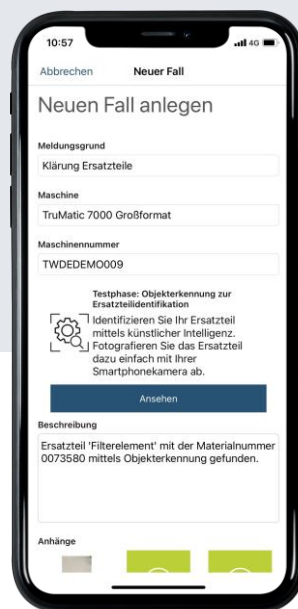 10:57
4G
Abbrechen Neuer Fall
Neuen Fall anlegen
Meldungsgrund
Klärung Ersatzteile
Maschine
TruMatic 7000 Großformat
Maschinennummer
TWDEDEMO009
Testphase: Objekterkennung zur
Ersatzteilidentifikation
Identifizieren Sie Ihr Ersatzteil
mittels künstlicher Intelligenz.
Fotografieren Sie das Ersatzteil
dazu einfach mit Ihrer
Smartphonekamera ab.
Ansehen
Beschreibung
Ersatzteil 'Filterelement' mit der Materialnummer
0073580 mittels Objekterkennung gefunden.
Anhänge